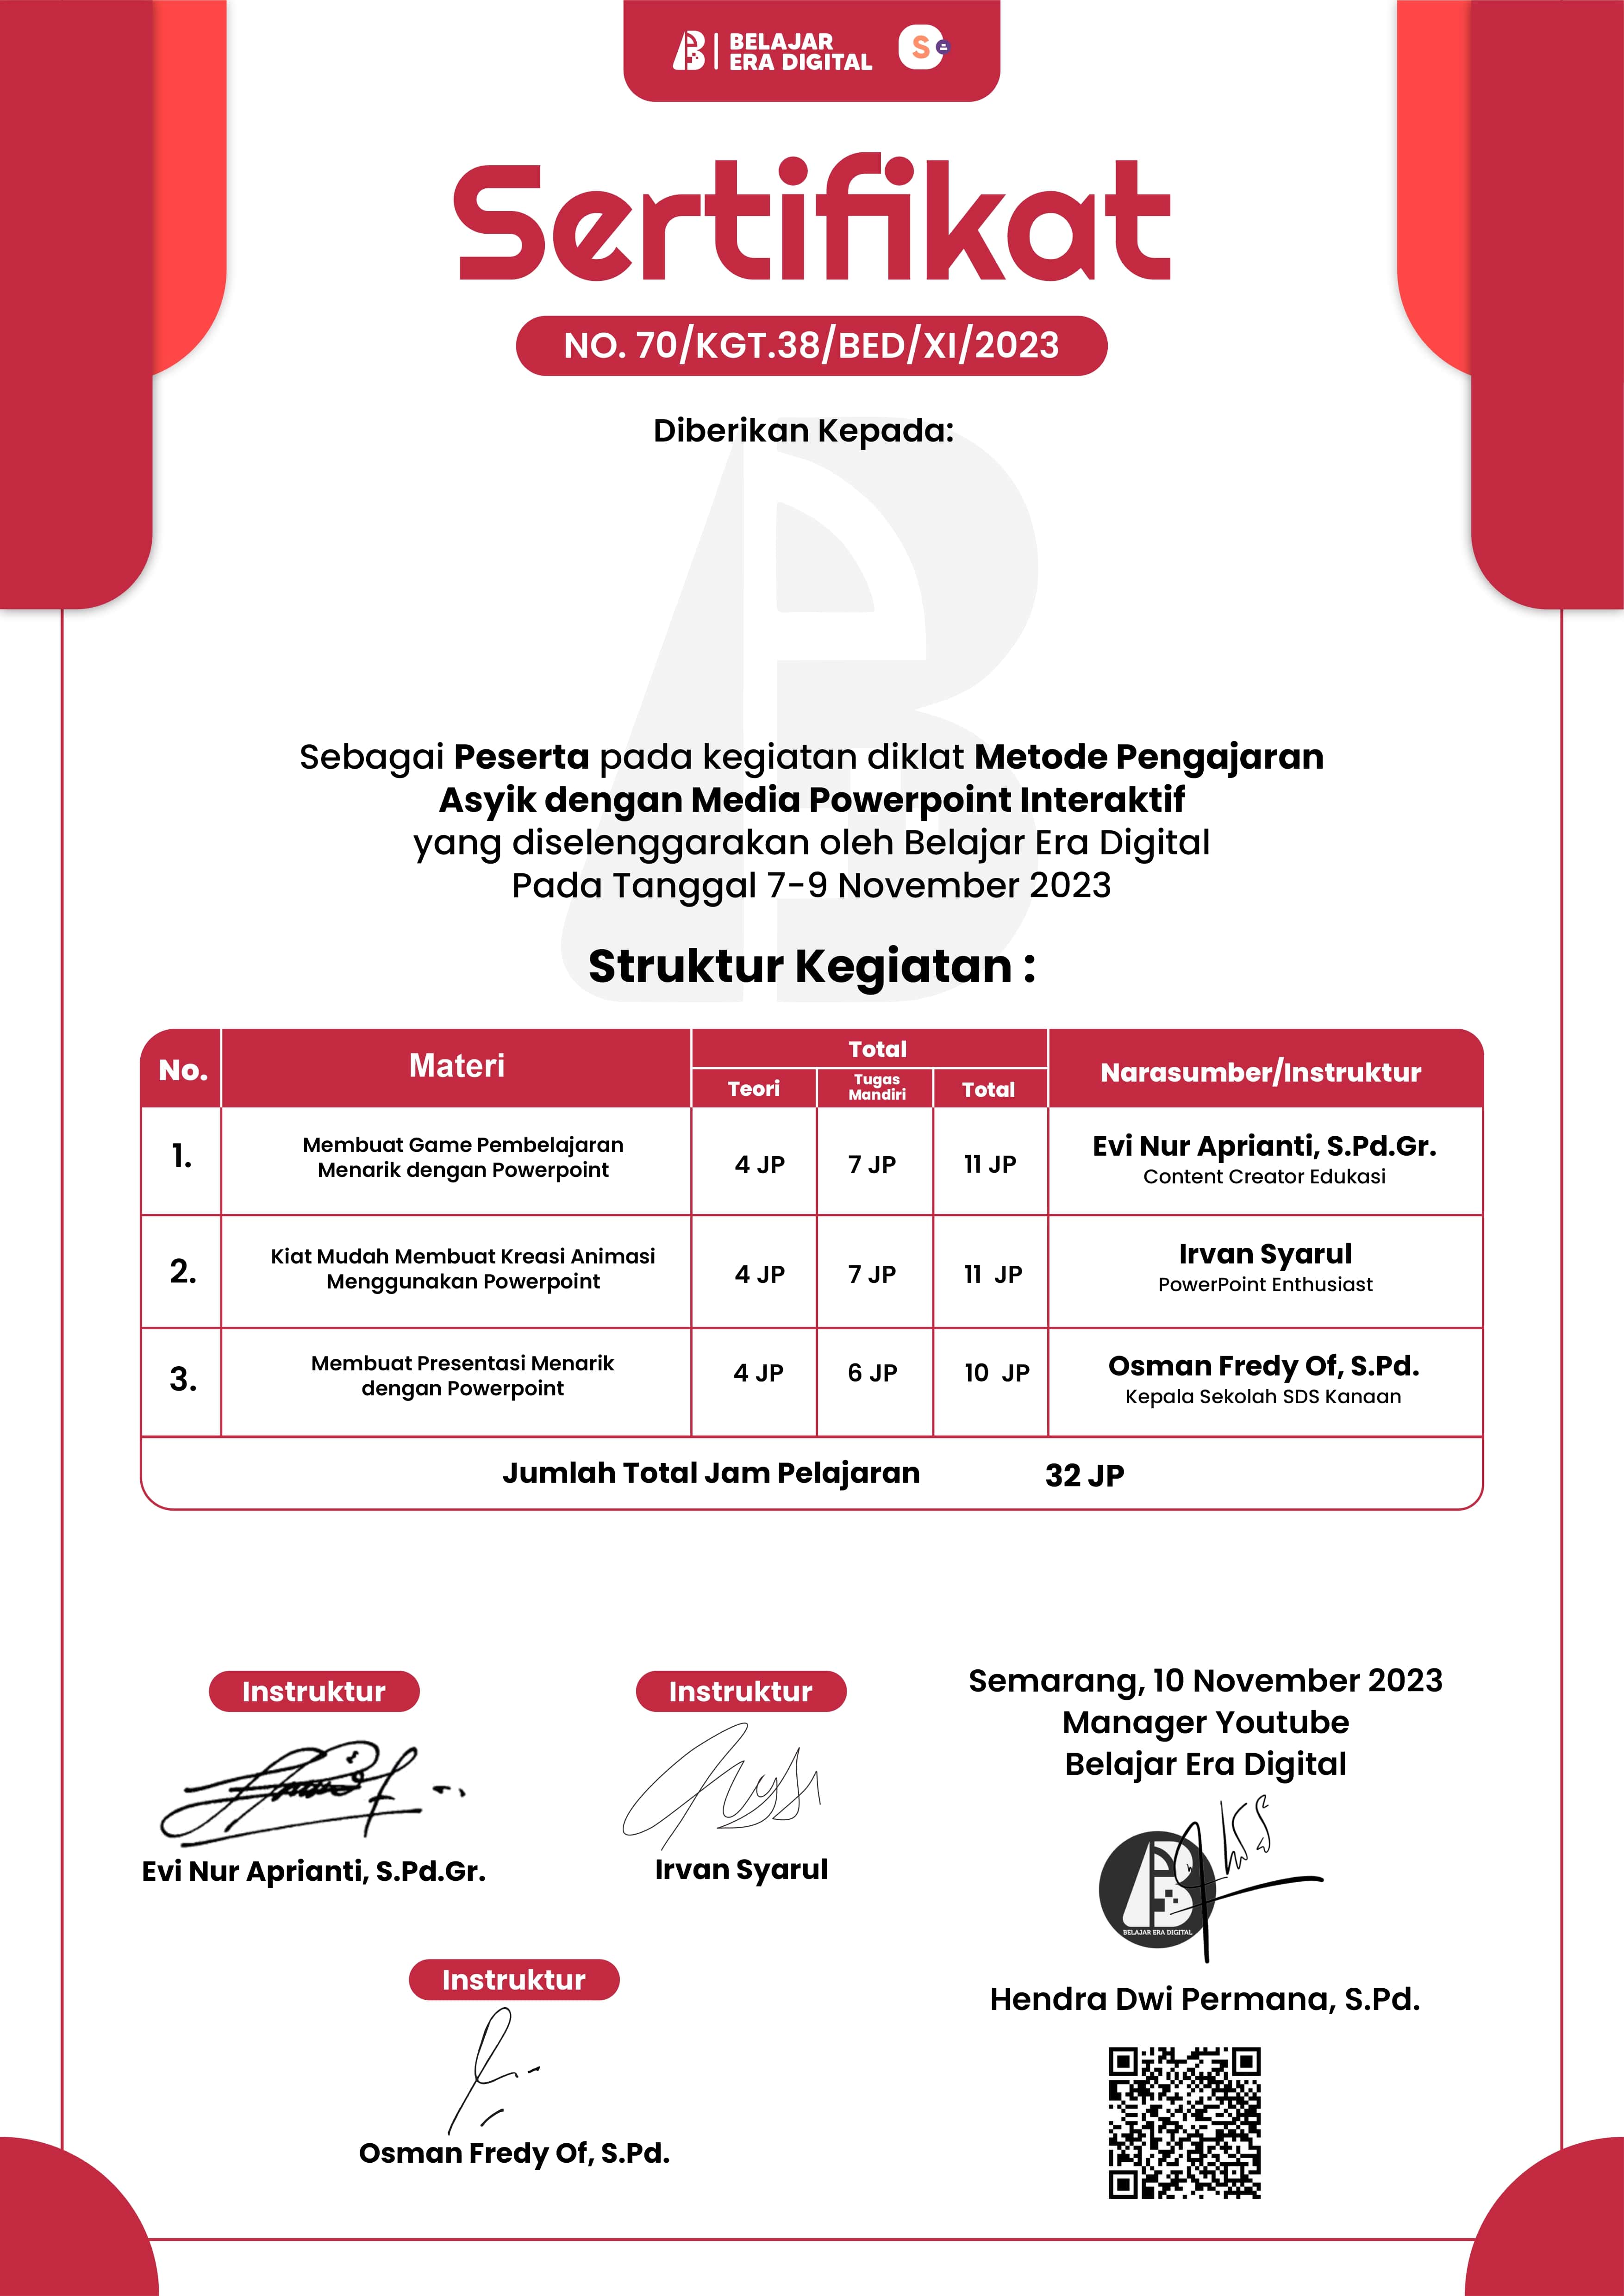 BELAJAR
ERA DIGITAL
S
Sertifikat
NO. 70/KGT.38/BED/XI/2023
Diberikan Kepada:
Sebagai Peserta pada kegiatan diklat Metode Pengajaran
Asyik dengan Media Powerpoint Interaktif
yang diselenggarakan oleh Belajar Era Digital
Pada Tanggal 7-9 November 2023
Struktur Kegiatan :
No.
Materi
Total
Teori
Tugas
Mandiri
Total
Narasumber/Instruktur
1.
Membuat Game Pembelajaran
Menarik dengan Powerpoint
4 JP
7 JP
11 JP
Evi Nur Aprianti, S.Pd.Gr.
Content Creator Edukasi
2.
Kiat Mudah Membuat Kreasi Animasi
Menggunakan Powerpoint
4 JP
7 JP
11 JP
Irvan Syarul
PowerPoint Enthusiast
3.
Membuat Presentasi Menarik
dengan Powerpoint
4 JP
6 JP
10 JP
Osman Fredy Of, S.Pd.
Kepala Sekolah SDS Kanaan
Jumlah Total Jam Pelajaran 32 JP
Instruktur
Evi Nur Aprianti, S.Pd.Gr.
Instruktur
Irvan Syarul
Semarang, 10 November 2023
Manager Youtube
Belajar Era Digital
BELAJAR ERA DIGITAL
Hendra Dwi Permana, S.Pd.
Instruktur
Osman Fredy Of, S.Pd.